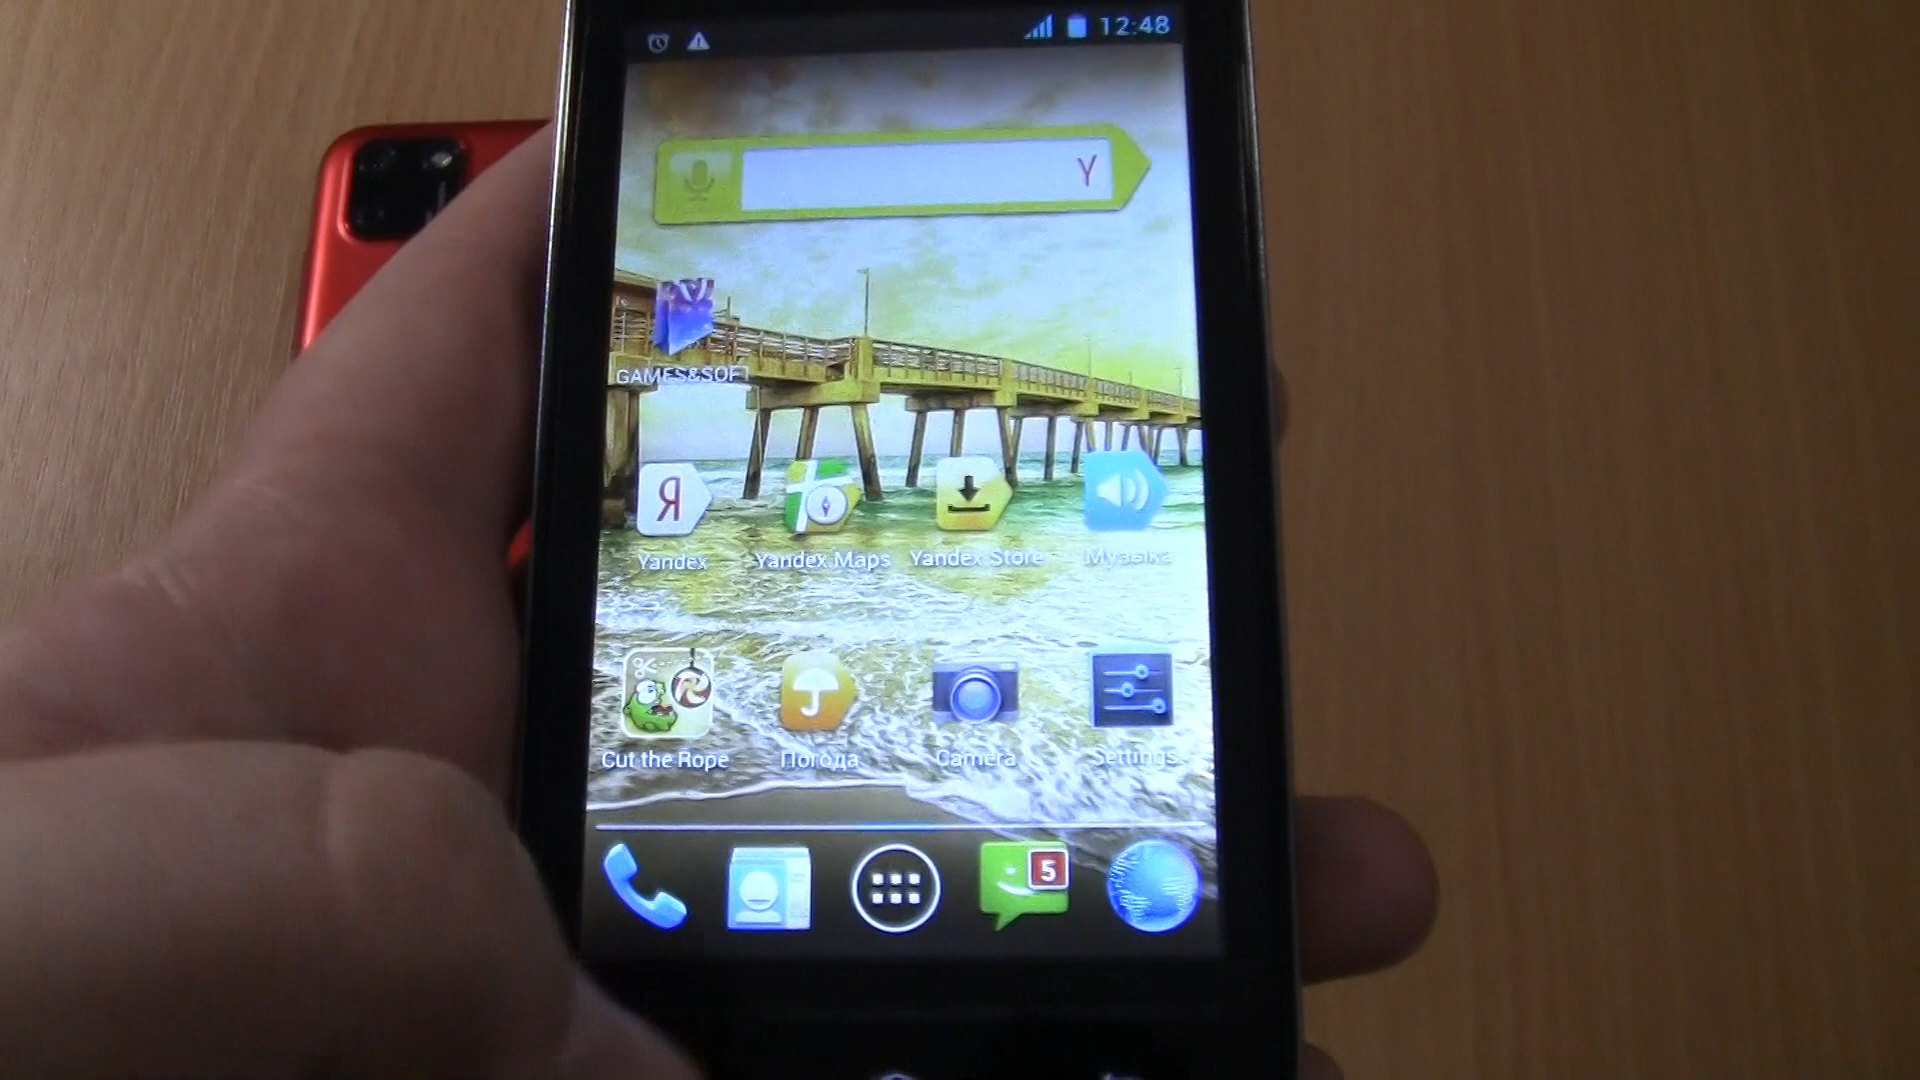 12:48
Y
GAMES&SOFT
Я
Yandex
Yandex.Maps
Yandex.Store
Музыка
Cut the Rope
Погода
Camera
Settings
5